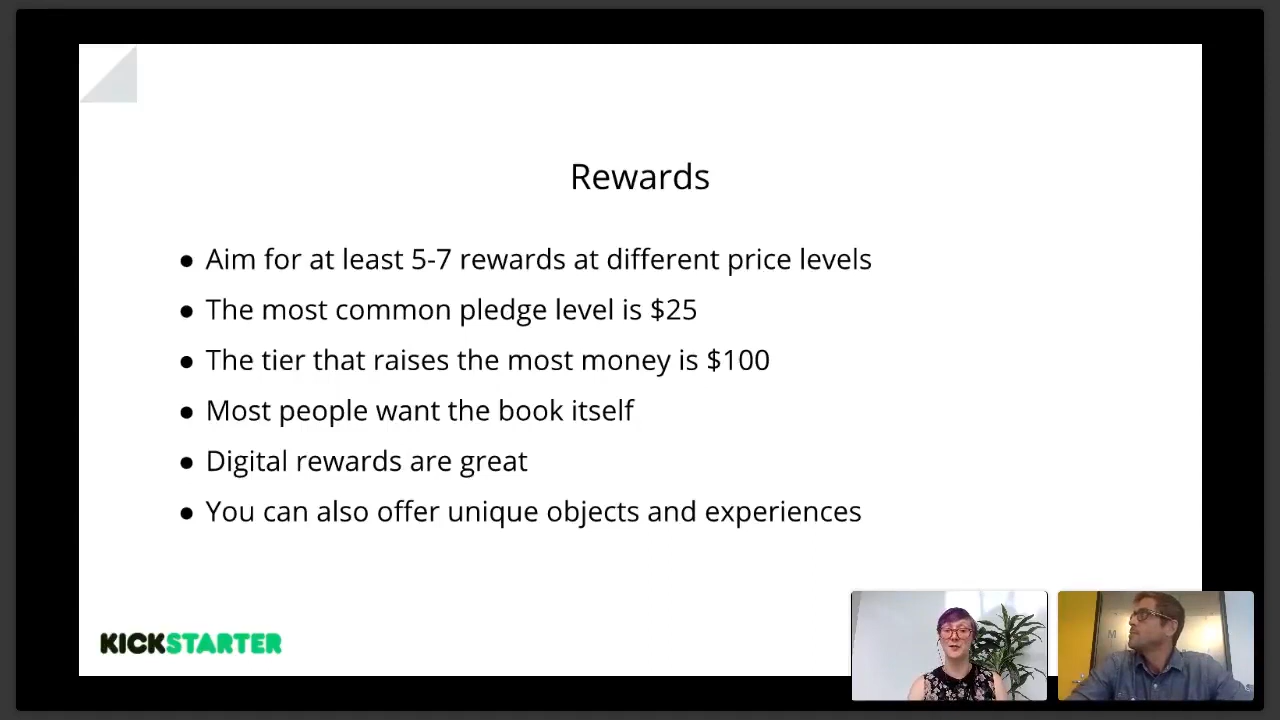 Rewards
● Aim for at least 5-7 rewards at different price levels
● The most common pledge level is $25
● The tier that raises the most money is $100
● Most people want the book itself
● Digital rewards are great
● You can also offer unique objects and experiences
KICKSTARTER
M